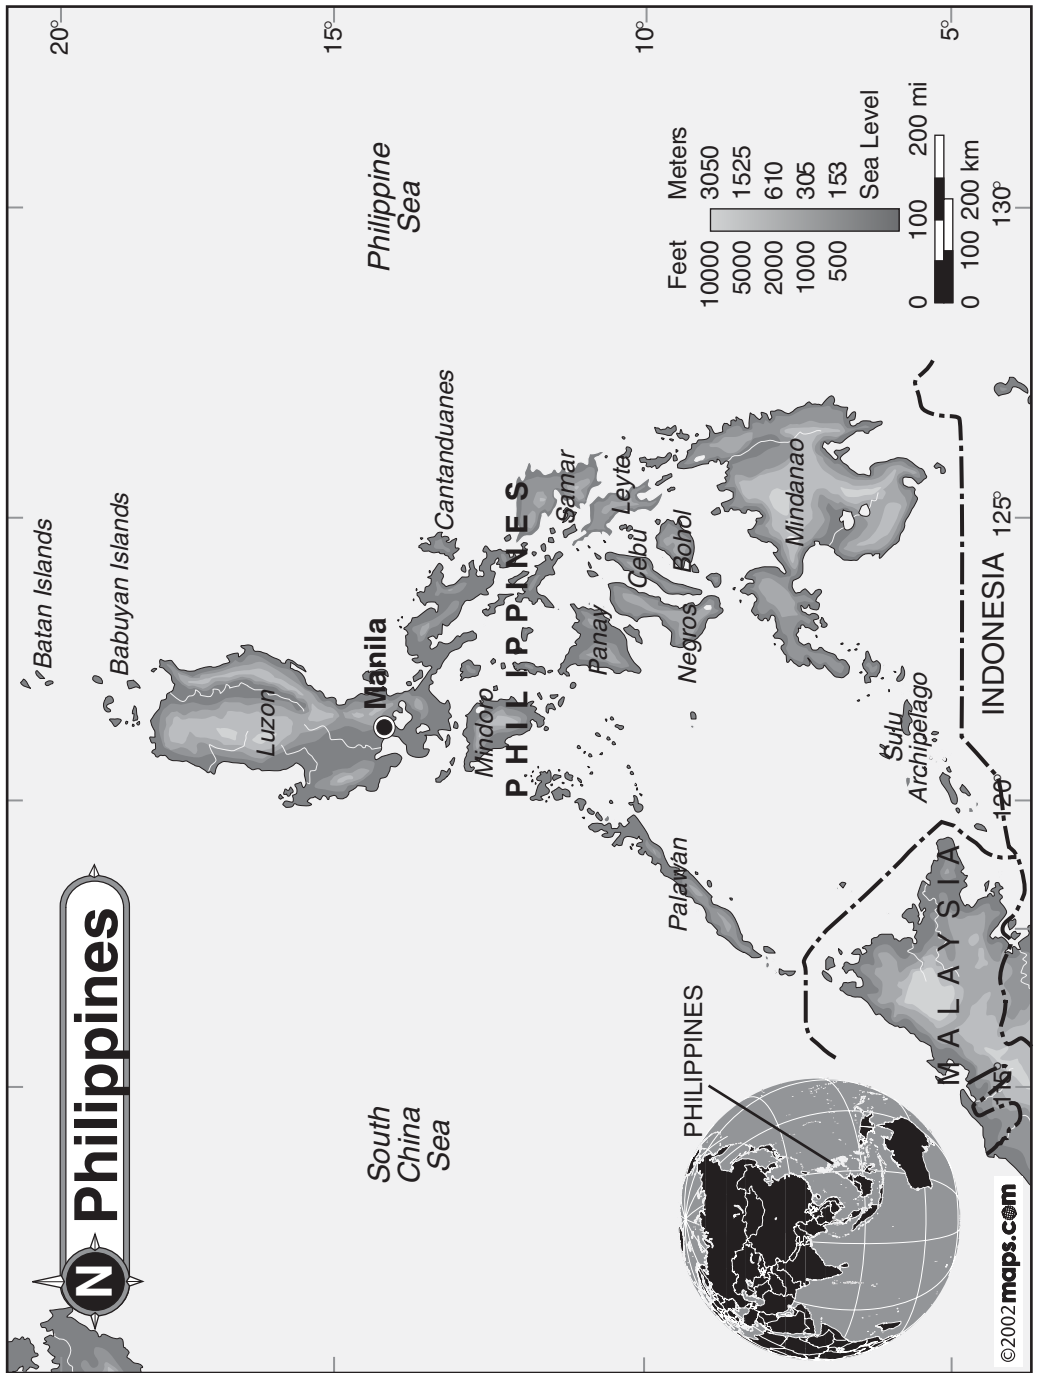 Philippines
N
Batan Islands
Babuyan Islands
Luzon
Manila
Cantanduanes
Philippine
Sea
South
China
Sea
PHILIPPINES
Mindoro
Samar
Panay
Leyte
Cebu
Bohol
Negros
Palawan
Mindanao
Sulu
Archipelago
MALAYSIA
INDONESIA
PHILIPPINES
Feet Meters
10000 3050
5000 1525
2000 610
1000 305
500 153
Sea Level
0 100 200 mi
0 100 200 km
20°
15°
10°
5°
115°
120°
125°
130°
©2002 maps.com